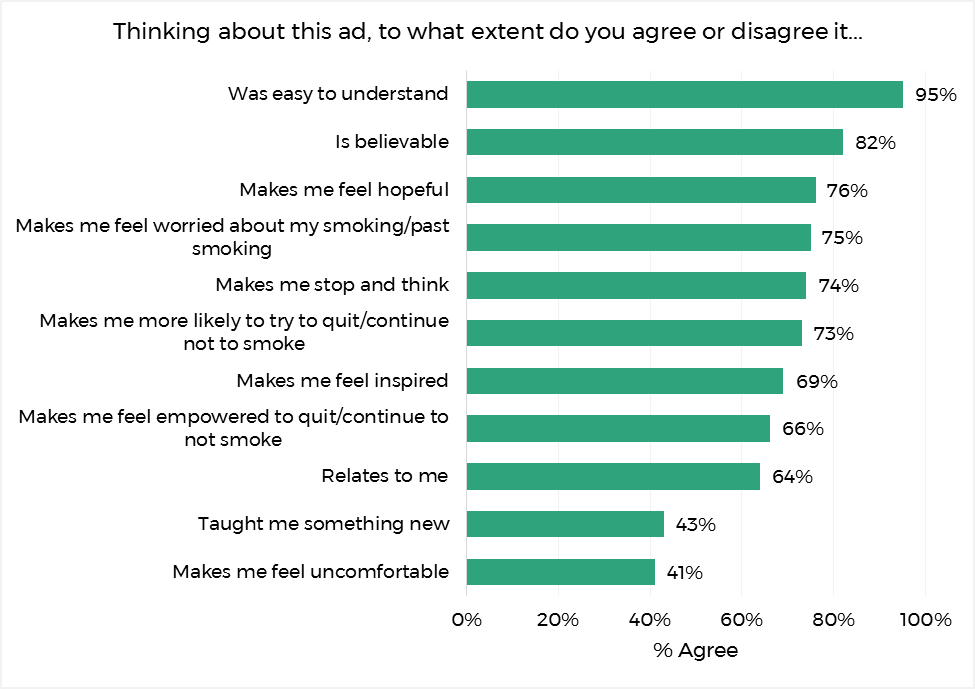 Thinking about this ad, to what extent do you agree or disagree it...
Was easy to understand
95%
Is believable
82%
Makes me feel hopeful
76%
Makes me feel worried about my smoking/past
smoking
75%
Makes me stop and think
74%
Makes me more likely to try to quit/continue
not to smoke
73%
Makes me feel inspired
69%
Makes me feel empowered to quit/continue to
not smoke
66%
Relates to me
64%
Taught me something new
43%
Makes me feel uncomfortable
41%
0% 20% 40% 60% 80% 100%
% Agree